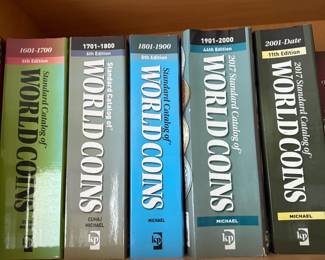 1601-1700
6th Edition
Standard Catalog of
WORLD COINS
1701-1800
6th Edition
Standard Catalog of
WORLD COINS
CUHAJ
MICHAEL
kp
1801-1900
8th Edition
Standard Catalog of
WORLD COINS
MICHAEL
kp
1901-2000
44th Edition
2017 Standard Catalog of
WORLD COINS
MICHAEL
kp
2001-Date
11th Edition
2017 Standard Catalog of
WORLD COINS
MICHAEL
kp